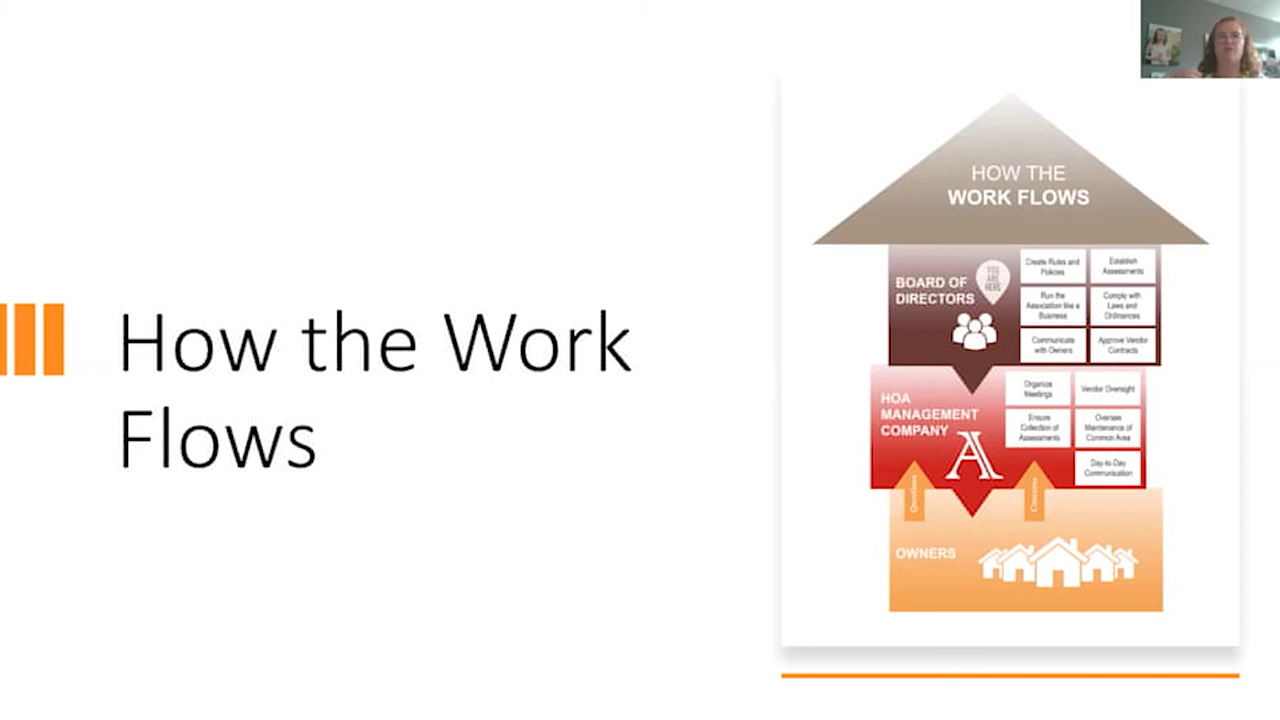 How the Work
Flows
HOW THE
WORK FLOWS
BOARD OF
DIRECTORS
YOU
ARE
HERE
Create Rules and
Policies
Establish
Assessments
Run the
Association like a
Business
Comply with
Laws and
Ordinances
Communicate
with Owners
Approve Vendor
Contracts
HOA
MANAGEMENT
COMPANY
A
Organize
Meetings
Vendor Oversight
Ensure
Collection of
Assessments
Oversee
Maintenance of
Common Area
Day-to-Day
Communication
Questions
Concerns
OWNERS